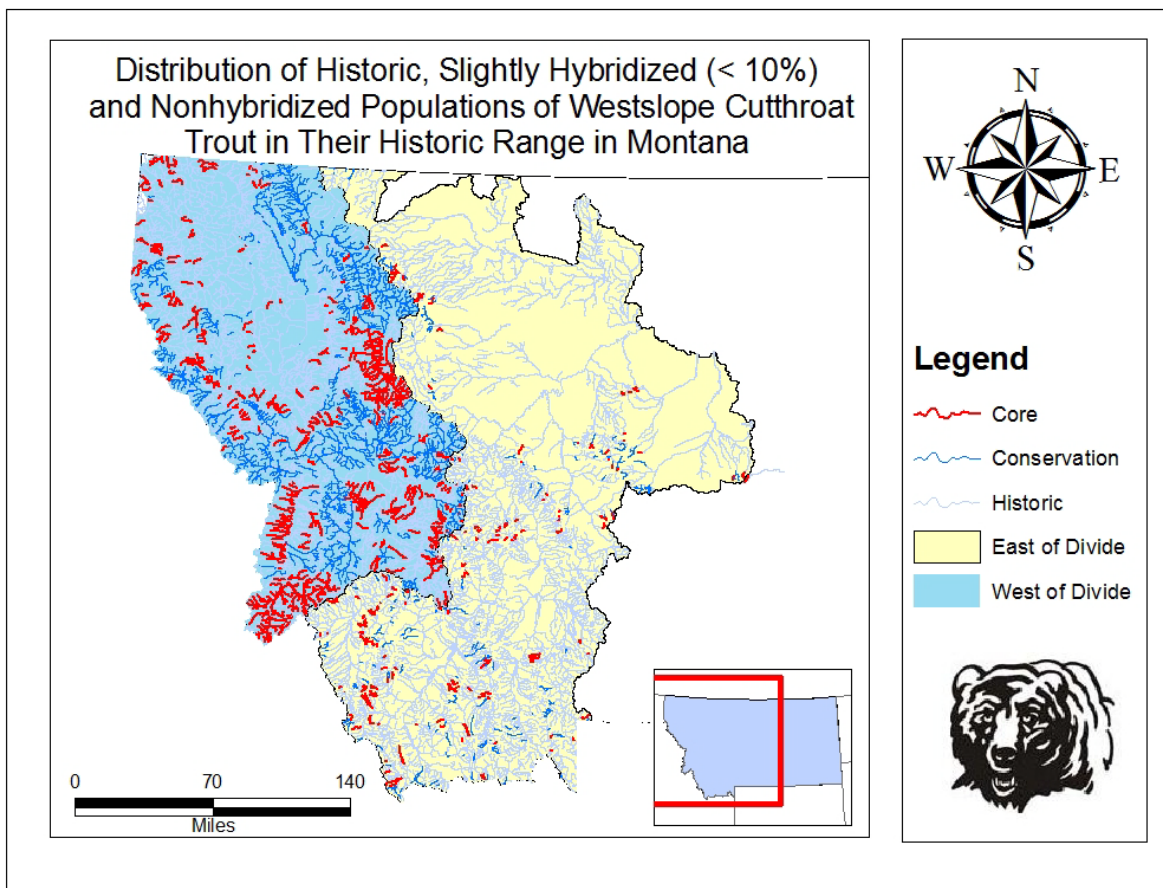 Distribution of Historic, Slightly Hybridized (< 10%)
and Nonhybridized Populations of Westslope Cutthroat
Trout in Their Historic Range in Montana
N
W E
S
Legend
Core
Conservation
Historic
East of Divide
West of Divide
0 70 140
Miles